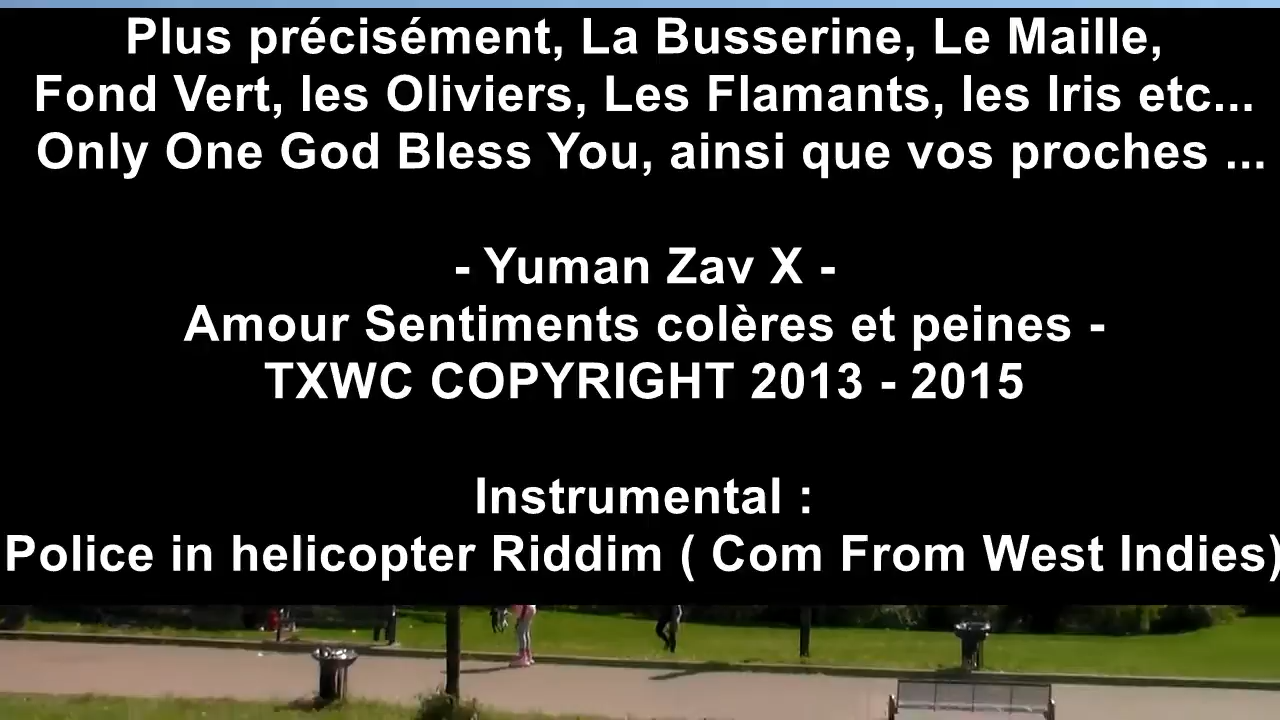 Plus précisément, La Busserine, Le Maille,
Fond Vert, les Oliviers, Les Flamants, les Iris etc...
Only One God Bless You, ainsi que vos proches ...
- Yuman Zav X -
Amour Sentiments colères et peines -
TXWC COPYRIGHT 2013 - 2015
Instrumental :
Police in helicopter Riddim ( Com From West Indies)